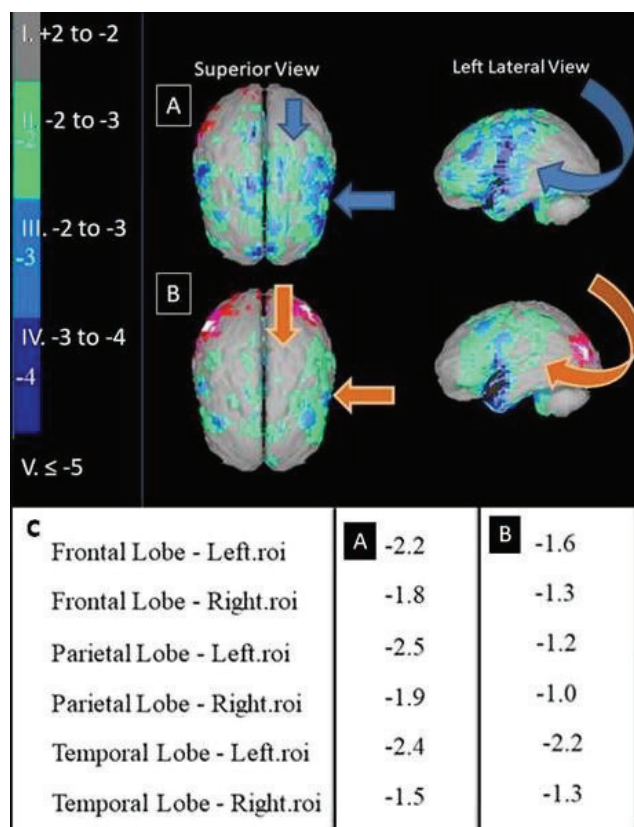 I. +2 to -2
Superior View
Left Lateral View
A
II. -2 to -3
-2
III. -2 to -3
-3
B
IV. -3 to -4
-4
V. ≤ -5
C
A
B
Frontal Lobe - Left.roi -2.2 -1.6
Frontal Lobe - Right.roi -1.8 -1.3
Parietal Lobe - Left.roi -2.5 -1.2
Parietal Lobe - Right.roi -1.9 -1.0
Temporal Lobe - Left.roi -2.4 -2.2
Temporal Lobe - Right.roi -1.5 -1.3